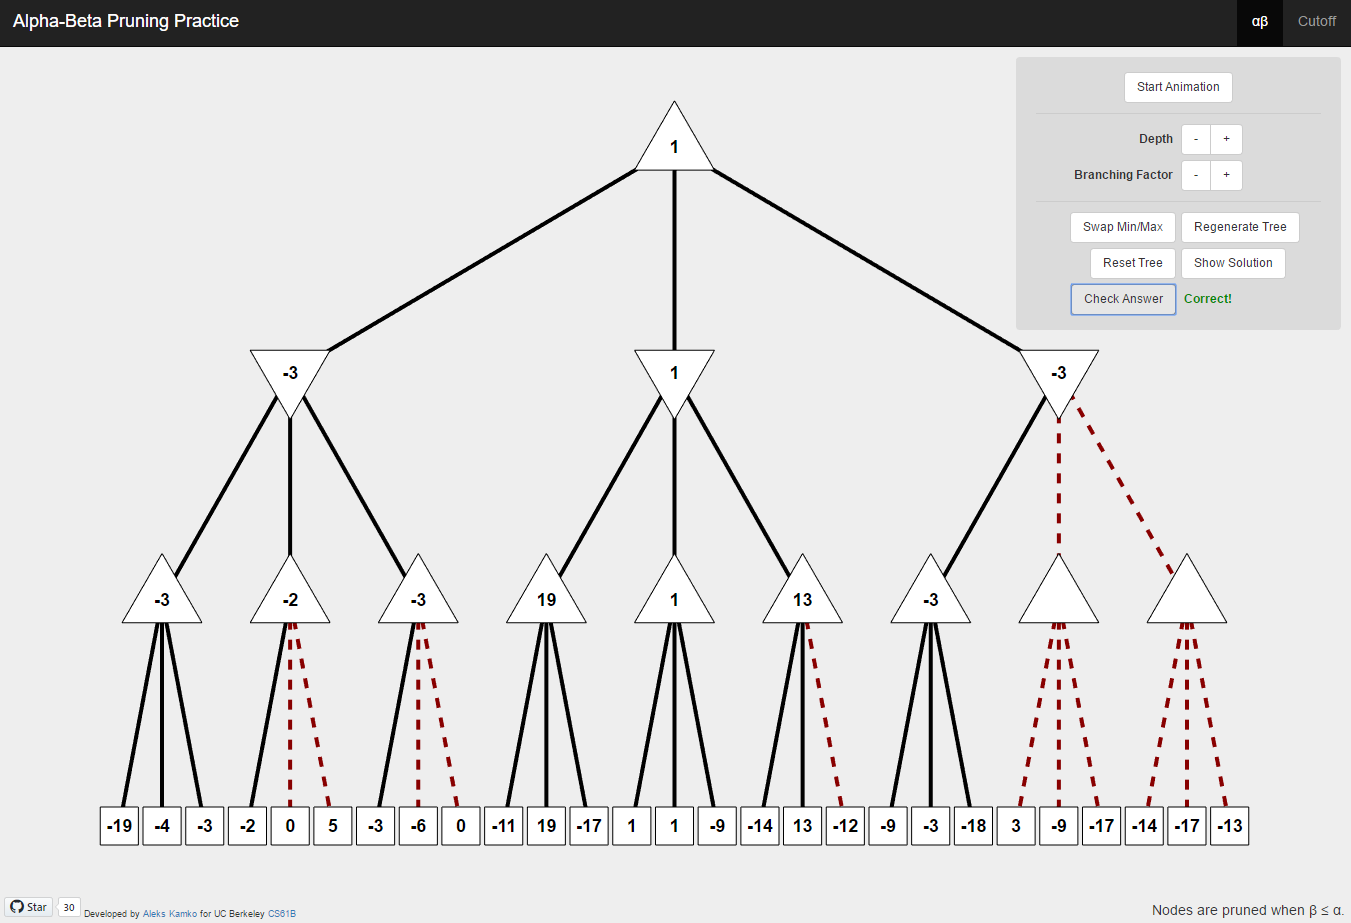 Alpha-Beta Pruning Practice
αβ Cutoff
Start Animation
Depth - +
Branching Factor - +
Swap Min/Max Regenerate Tree
Reset Tree Show Solution
Check Answer Correct!
1
-3 1 -3
-3 -2 -3 19 1 13 -3
-19 -4 -3 -2 0 5 -3 -6 0 -11 19 -17 1 1 -9 -14 13 -12 -9 -3 -18 3 -9 -17 -14 -17 -13
Star 30 Developed by Aleks Kamko for UC Berkeley CS61B
Nodes are pruned when β ≤ α.